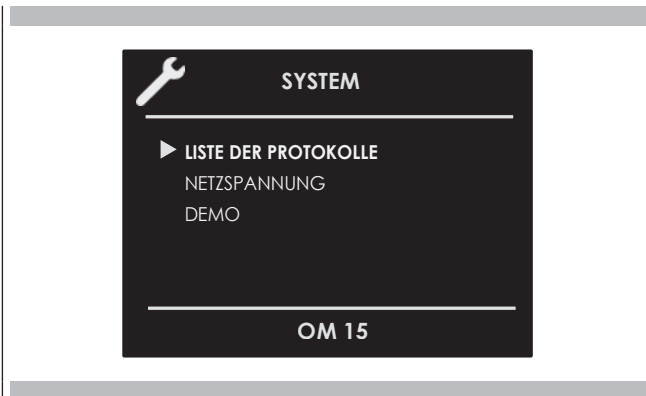 SYSTEM
LISTE DER PROTOKOLLE
NETZSPANNUNG
DEMO
OM 15